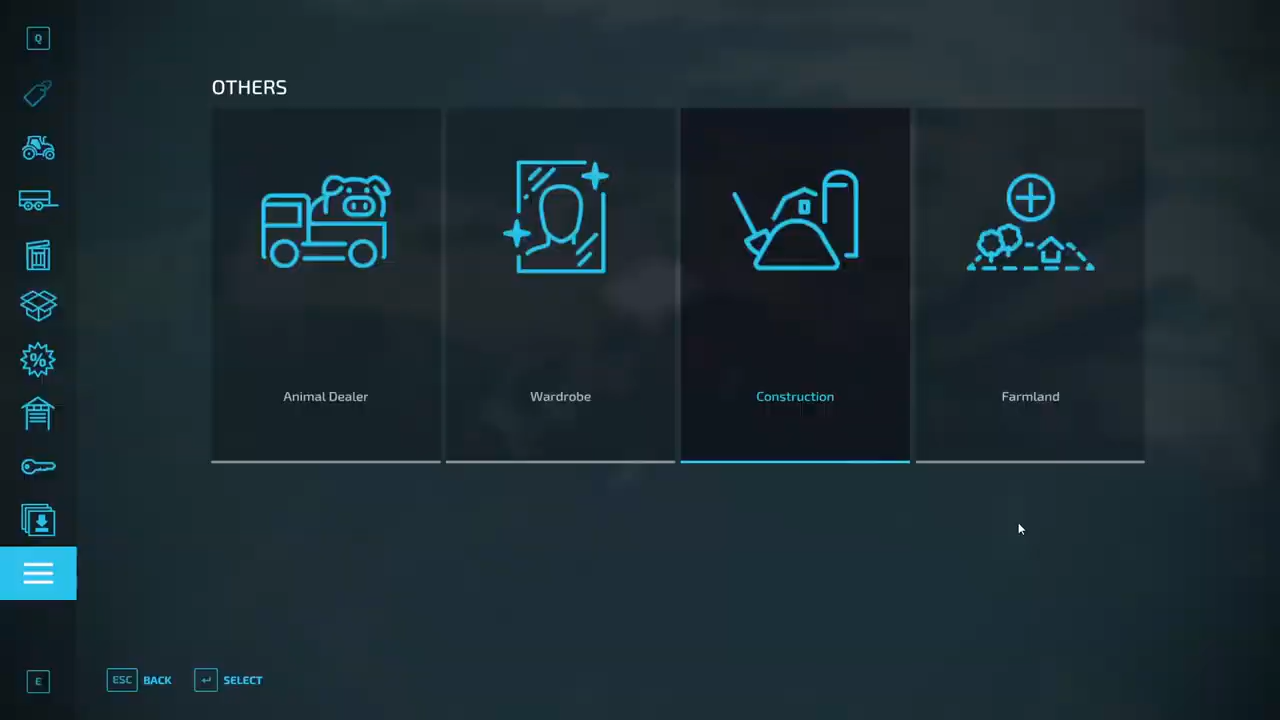 Q
OTHERS
%
Animal Dealer
Wardrobe
Construction
Farmland
E
ESC BACK
SELECT